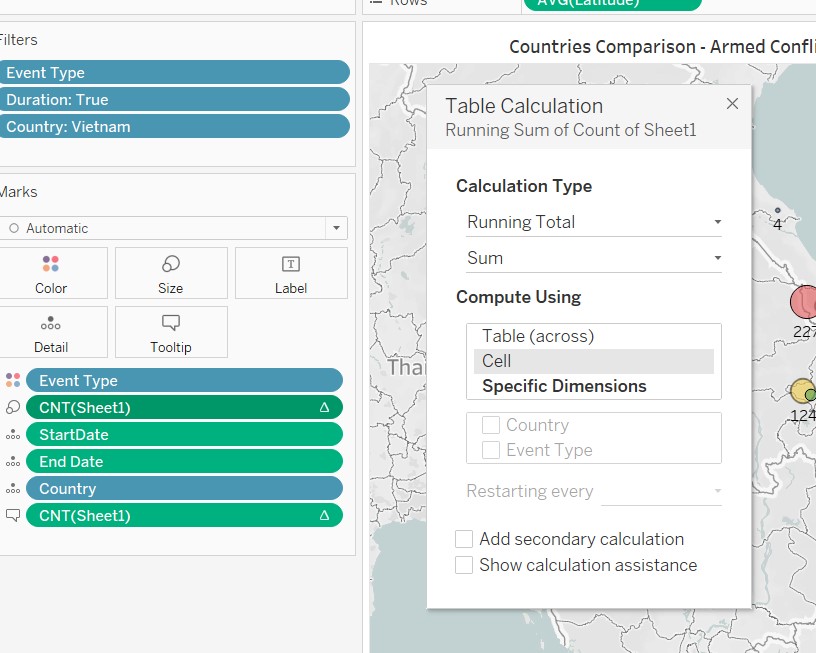 Rows
AVG(Latitude)
Filters
Event Type
Duration: True
Country: Vietnam
Marks
Automatic
Color
Size
Label
Detail
Tooltip
Event Type
CNT(Sheet1)
StartDate
End Date
Country
CNT(Sheet1)
Countries Comparison - Armed Confli
Table Calculation
Running Sum of Count of Sheet1
Calculation Type
Running Total
Sum
Compute Using
Table (across)
Cell
Specific Dimensions
Country
Event Type
Restarting every
Add secondary calculation
Show calculation assistance
Thai
4
227
124